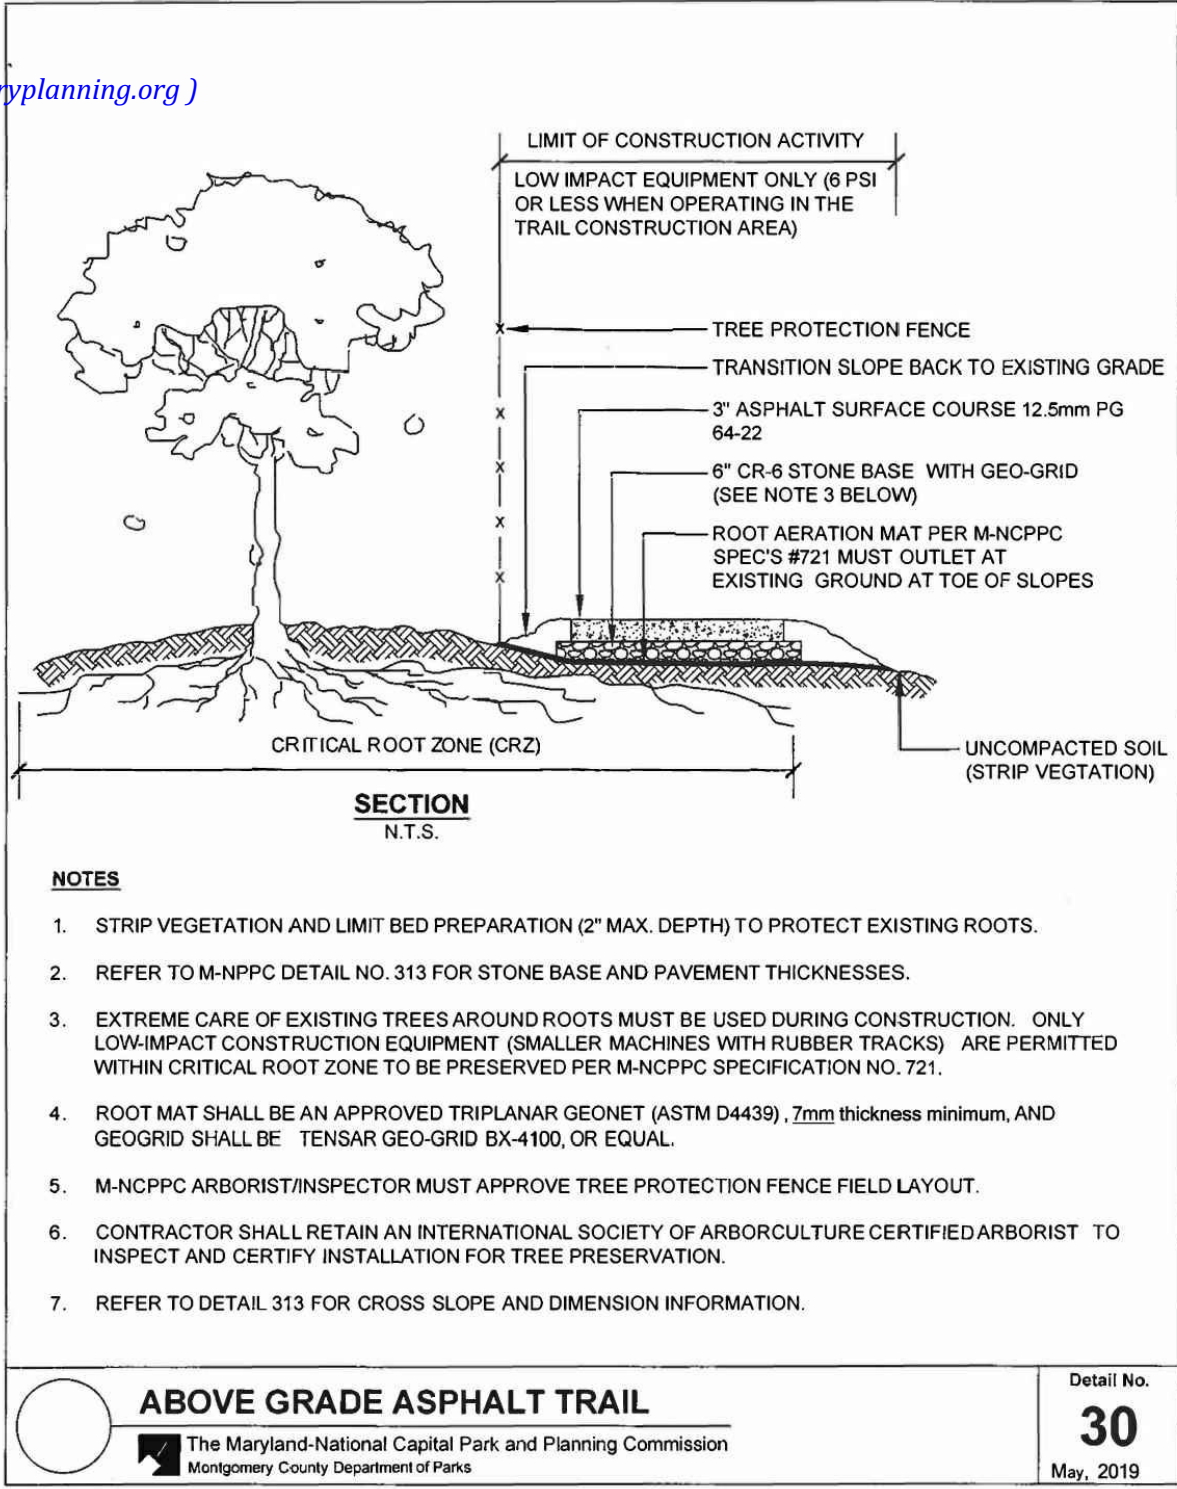 ryplanning.org )
LIMIT OF CONSTRUCTION ACTIVITY
LOW IMPACT EQUIPMENT ONLY (6 PSI
OR LESS WHEN OPERATING IN THE
TRAIL CONSTRUCTION AREA)
TREE PROTECTION FENCE
TRANSITION SLOPE BACK TO EXISTING GRADE
3" ASPHALT SURFACE COURSE 12.5mm PG
64-22
6" CR-6 STONE BASE WITH GEO-GRID
(SEE NOTE 3 BELOW)
ROOT AERATION MAT PER M-NCPPC
SPEC'S #721 MUST OUTLET AT
EXISTING GROUND AT TOE OF SLOPES
x
x
x
x
x
CRITICAL ROOT ZONE (CRZ)
UNCOMPACTED SOIL
(STRIP VEGTATION)
SECTION
N.T.S.
NOTES
1. STRIP VEGETATION AND LIMIT BED PREPARATION (2" MAX. DEPTH) TO PROTECT EXISTING ROOTS.
2. REFER TO M-NPPC DETAIL NO. 313 FOR STONE BASE AND PAVEMENT THICKNESSES.
3. EXTREME CARE OF EXISTING TREES AROUND ROOTS MUST BE USED DURING CONSTRUCTION. ONLY
LOW-IMPACT CONSTRUCTION EQUIPMENT (SMALLER MACHINES WITH RUBBER TRACKS) ARE PERMITTED
WITHIN CRITICAL ROOT ZONE TO BE PRESERVED PER M-NCPPC SPECIFICATION NO. 721.
4. ROOT MAT SHALL BE AN APPROVED TRIPLANAR GEONET (ASTM D4439) , 7mm thickness minimum, AND
GEOGRID SHALL BE TENSAR GEO-GRID BX-4100, OR EQUAL.
5. M-NCPPC ARBORIST/INSPECTOR MUST APPROVE TREE PROTECTION FENCE FIELD LAYOUT.
6. CONTRACTOR SHALL RETAIN AN INTERNATIONAL SOCIETY OF ARBORCULTURE CERTIFIED ARBORIST TO
INSPECT AND CERTIFY INSTALLATION FOR TREE PRESERVATION.
7. REFER TO DETAIL 313 FOR CROSS SLOPE AND DIMENSION INFORMATION.
ABOVE GRADE ASPHALT TRAIL
The Maryland-National Capital Park and Planning Commission
Montgomery County Department of Parks
Detail No.
30
May, 2019